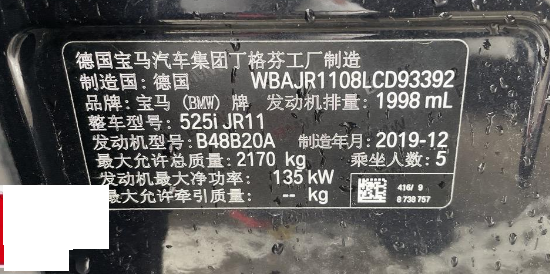 德国宝马汽车集团丁格芬工厂制造
制造国: 德国 WBAJR1108LCD93392
品牌: 宝马 (BMW) 牌 发动机排量: 1998 mL
整车型号: 525i JR11
发动机型号: B48B20A 制造年月: 2019-12
最大允许总质量: 2170 kg 乘坐人数: 5
发动机最大净功率: 135 kW
最大允许牵引质量: -- kg
416/ 9
8 738 757